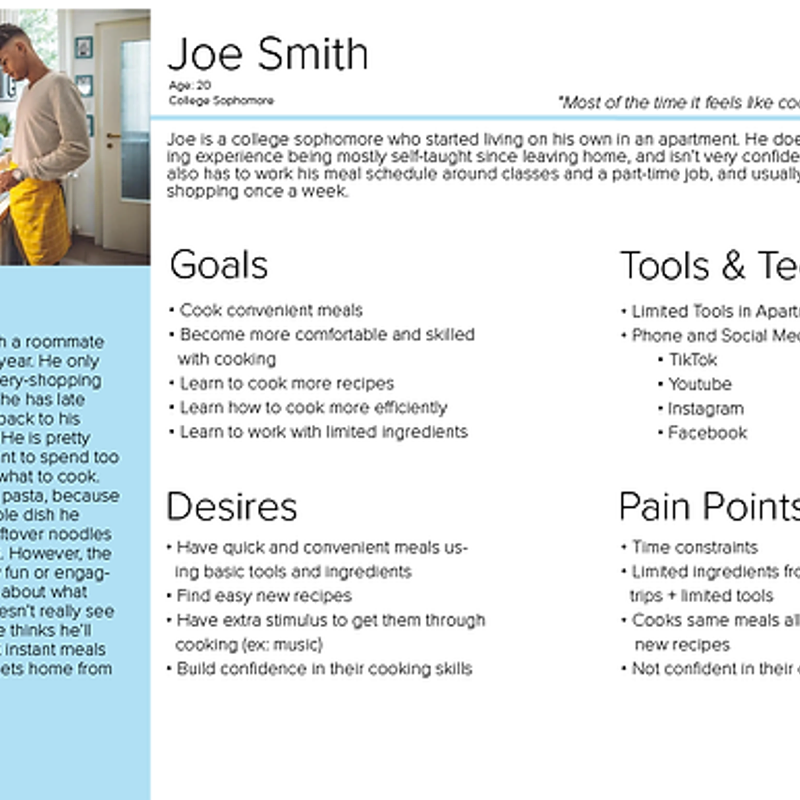 Joe Smith
Age: 20
College Sophomore
"Most of the time it feels like
Joe is a college sophomore who started living on his own in an apartment. He
ing experience being mostly self-taught since leaving home, and isn't very
also has to work his meal schedule around classes and a part-time job, and usually
shopping once a week.
Goals
• Cook convenient meals
• Become more comfortable and skilled
with cooking
• Learn to cook more recipes
• Learn how to cook more efficiently
• Learn to work with limited ingredients
Tools &
• Limited Tools in
• Phone and Social
• TikTok
• Youtube
• Instagram
• Facebook
Desires
• Have quick and convenient meals us-
ing basic tools and ingredients
• Find easy new recipes
• Have extra stimulus to get them through
cooking (ex: music)
• Build confidence in their cooking skills
Pain Points
• Time constraints
• Limited ingredients
trips + limited tools
• Cooks same meals
new recipes
• Not confident in their
a roommate
year. He only
ery-shopping
he has late
back to his
He is pretty
to spend too
what to cook.
pasta, because
dish he
noodles
. However, the
fun or engag-
about what
really see
thinks he'll
instant meals
home from